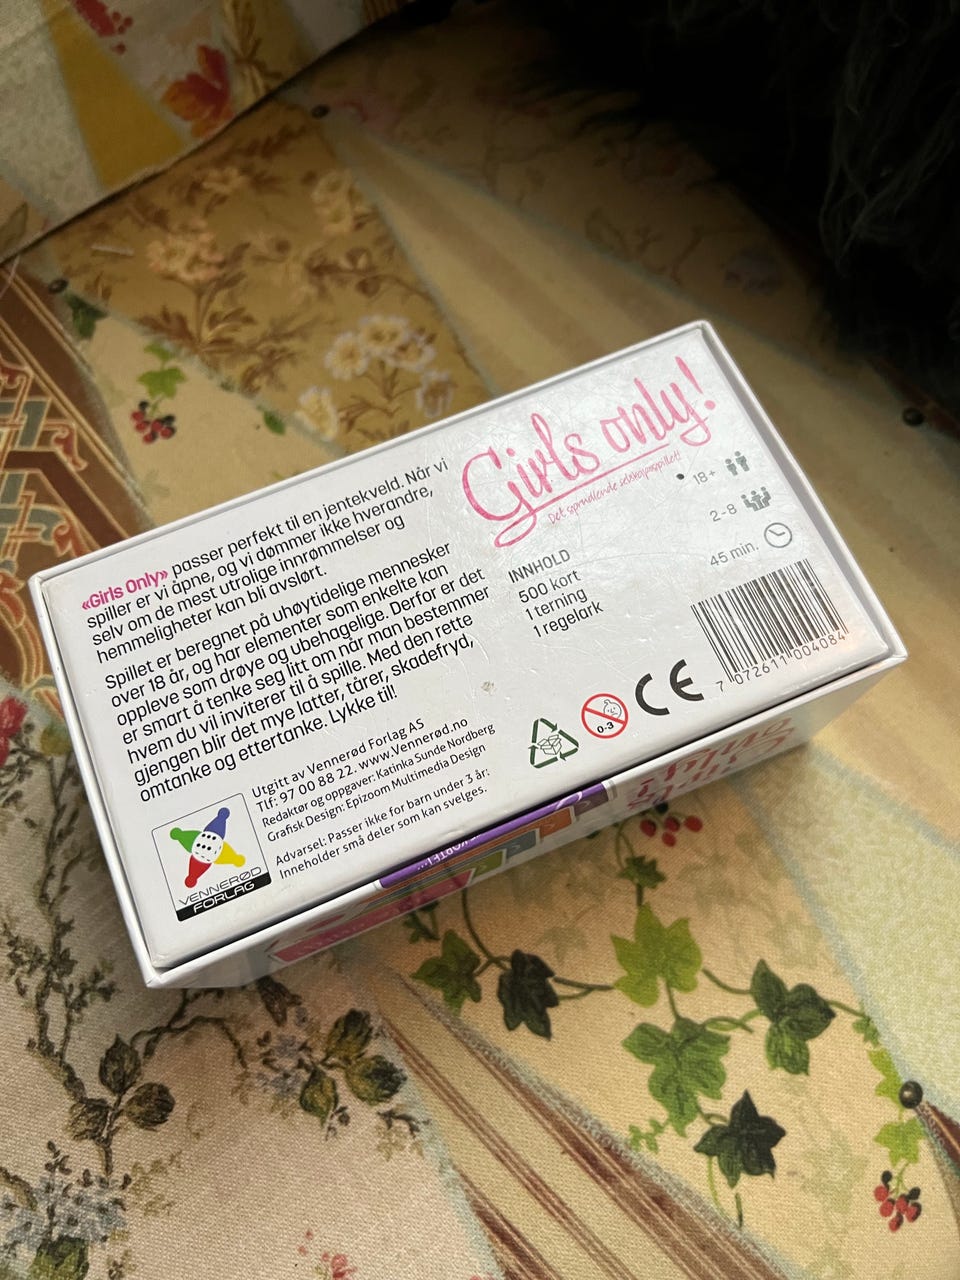 «Girls Only» passer perfekt til en jentekveld. Når vi
spiller er vi åpne, og vi dømmer ikke hverandre,
selv om de mest utrolige innrømmelser og
hemmeligheter kan bli avslørt.
Spillet er beregnet på uhøytidelige mennesker
over 18 år, og har elementer som enkelte kan
oppleve som drøye og ubehagelige. Derfor er det
er smart å tenke seg litt om når man bestemmer
hvem du vil invitere til å spille. Med den rette
gjengen blir det mye latter, tårer, skadefryd,
omtanke og ettertanke. Lykke til!
Girls only!
Det sprudlende selskapsspillet!
18+
2-8
45 min.
INNHOLD
500 kort
1 terning
1 regelark
7 072611 004084
0-3
CE
Utgitt av Vennerød Forlag AS
Tlf: 97 00 88 22. www.Vennerød.no
Redaktør og oppgaver: Katinka Sunde Nordberg
Grafisk Design: Epizoom Multimedia Design
Advarsel: Passer ikke for barn under 3 år:
Inneholder små deler som kan svelges.
VENNERØD
FORLAG